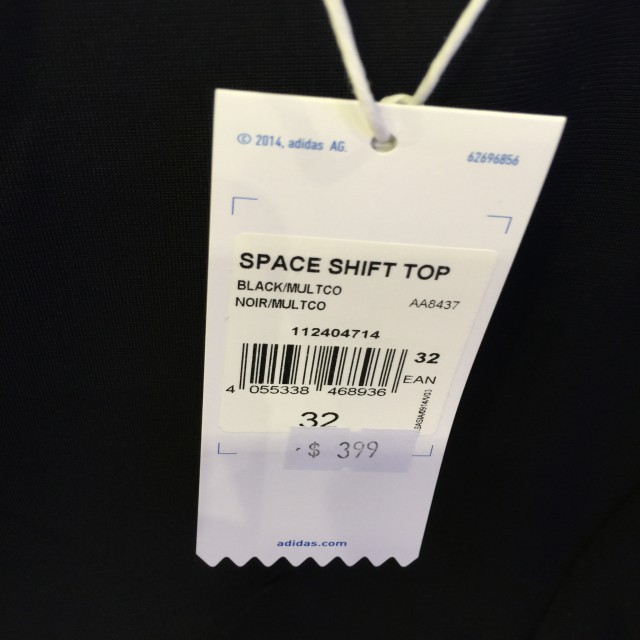 © 2014, adidas AG.
62696856
SPACE SHIFT TOP
BLACK/MULTCO
NOIR/MULTCO
AA8437
112404714
32
EAN
4 055338 468936
32
$ 399
adidas.com